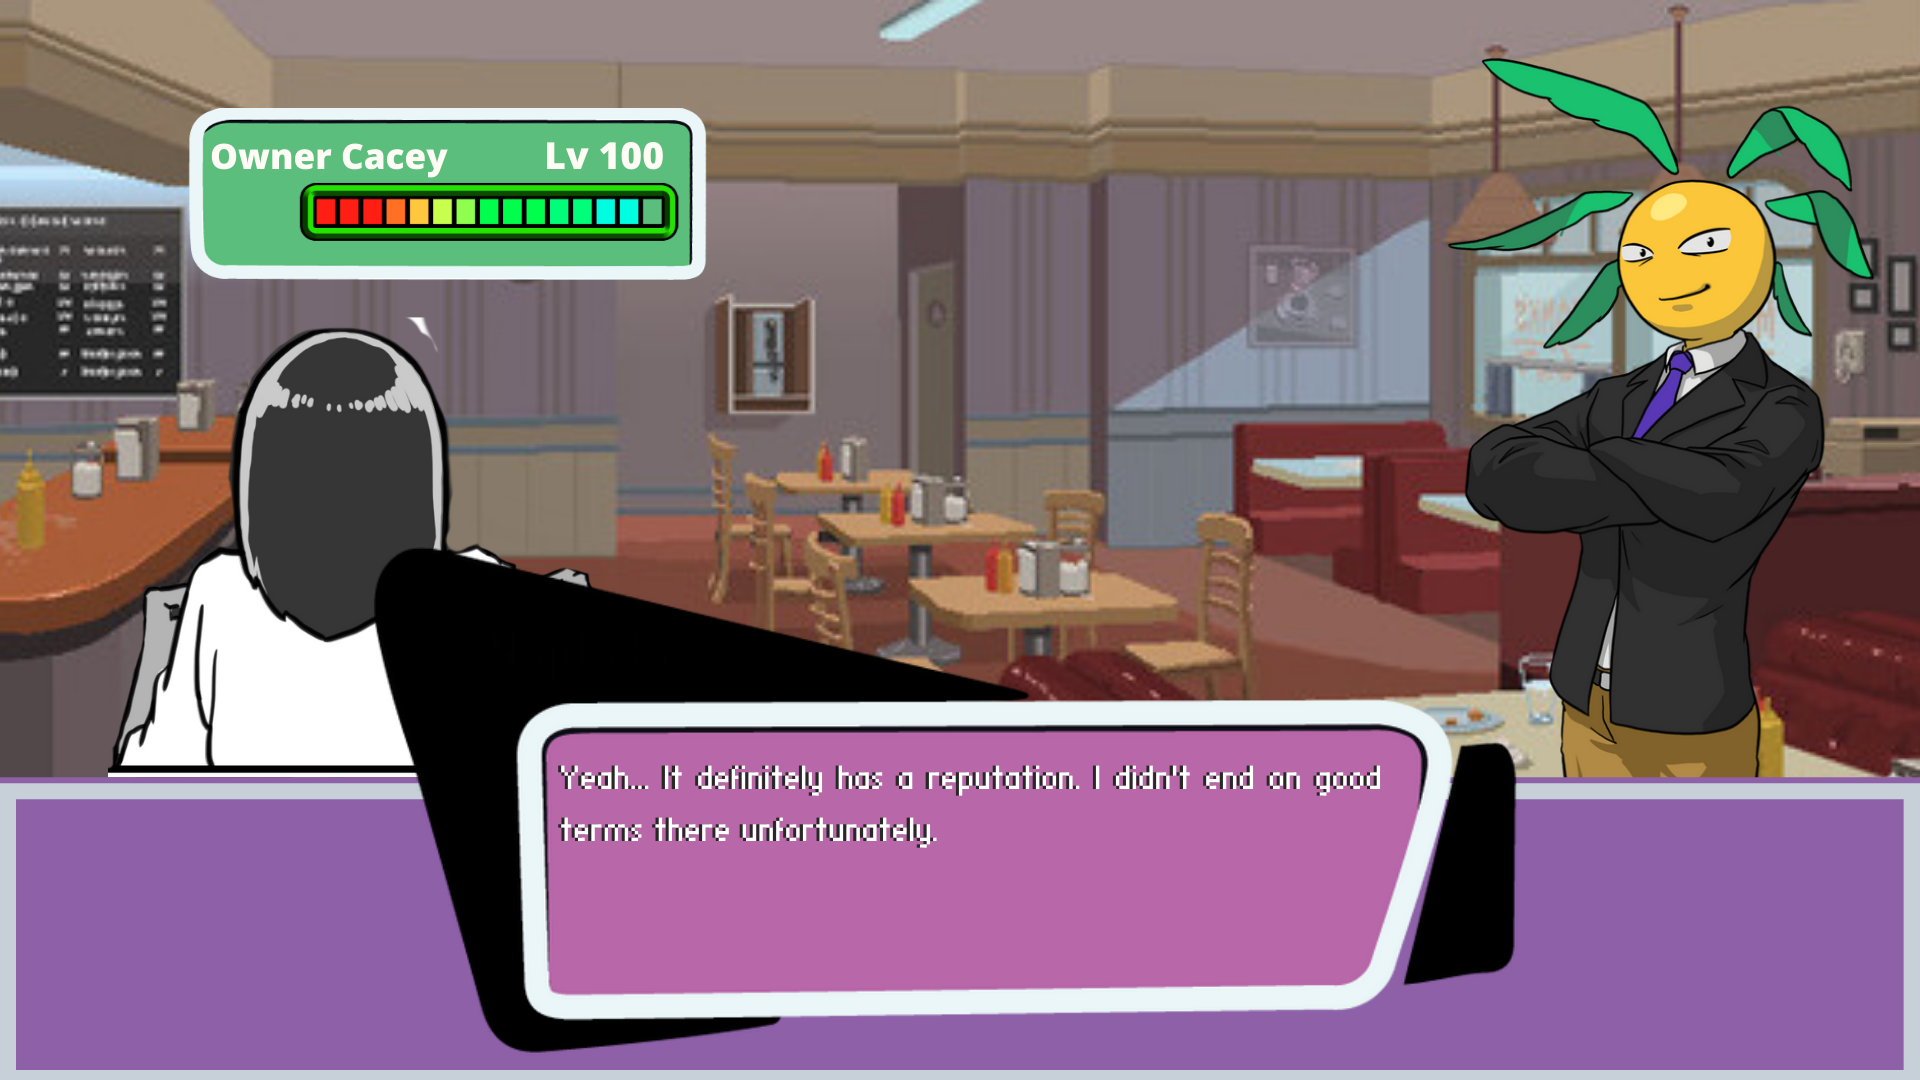 Owner Cacey Lv 100
Yeah... It definitely has a reputation. I didn't end on good
terms there unfortunately.